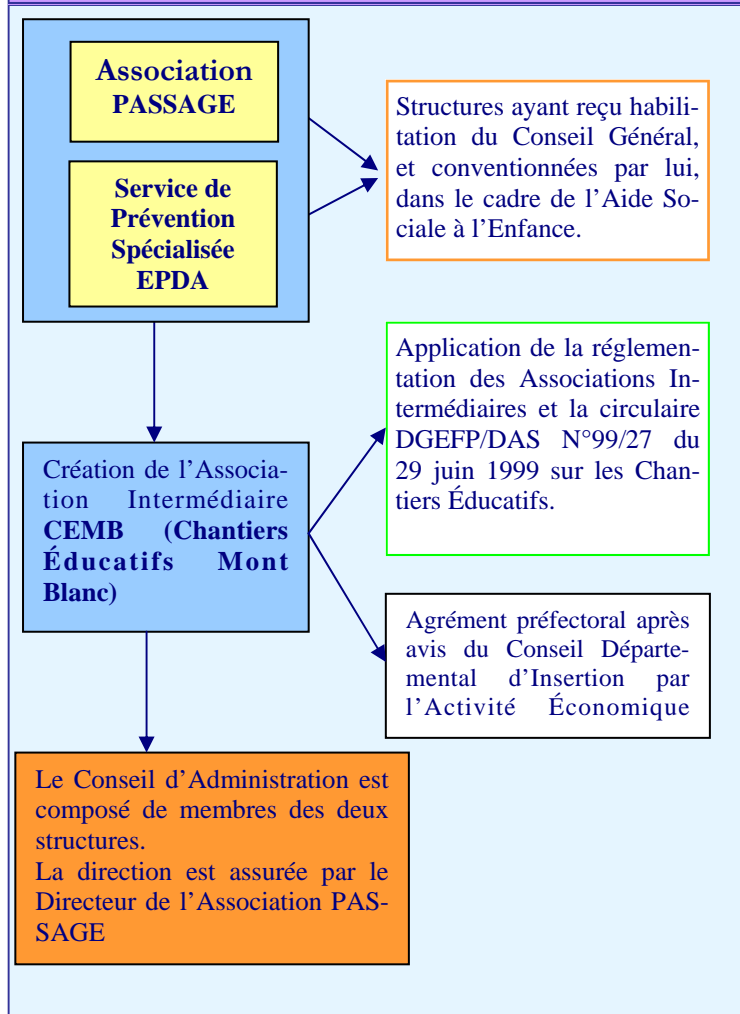 Association
PASSAGE
Service de
Prévention
Spécialisée
EPDA
Structures ayant reçu habili-
tation du Conseil Général,
et conventionnées par lui,
dans le cadre de l’Aide So-
ciale à l’Enfance.
Application de la réglemen-
tation des Associations In-
termédiaires et la circulaire
DGEFP/DAS N°99/27 du
29 juin 1999 sur les Chan-
tiers Éducatifs.
Création de l’Associa-
tion Intermédiaire
CEMB (Chantiers
Éducatifs Mont
Blanc)
Agrément préfectoral après
avis du Conseil Départe-
mental d’Insertion par
l’Activité Économique
Le Conseil d’Administration est
composé de membres des deux
structures.
La direction est assurée par le
Directeur de l’Association PAS-
SAGE